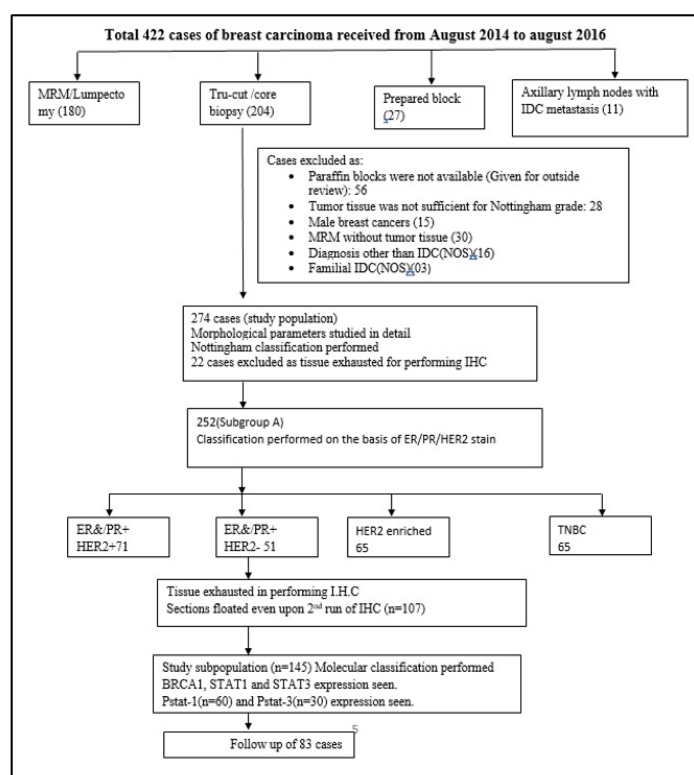 Total 422 cases of breast carcinoma received from August 2014 to august 2016
MRM/Lumpecto
my (180)
Tru-cut /core
biopsy (204)
Prepared block
(27)
Axillary lymph nodes with
IDC metastasis (11)
Cases excluded as:
• Paraffin blocks were not available (Given for outside
review): 56
• Tumor tissue was not sufficient for Nottingham grade: 28
• Male breast cancers (15)
• MRM without tumor tissue (30)
• Diagnosis other than IDC(NOS)(16)
• Familial IDC(NOS)(03)
274 cases (study population)
Morphological parameters studied in detail
Nottingham classification performed
22 cases excluded as tissue exhausted for performing IHC
252(Subgroup A)
Classification performed on the basis of ER/PR/HER2 stain
ER&/PR+
HER2+71
ER&/PR+
HER2- 51
HER2 enriched
65
TNBC
65
Tissue exhausted in performing I.H.C
Sections floated even upon 2nd run of IHC (n=107)
Study subpopulation (n=145) Molecular classification performed
BRCA1, STAT1 and STAT3 expression seen.
Pstat-1(n=60) and Pstat-3(n=30) expression seen.
5
Follow up of 83 cases